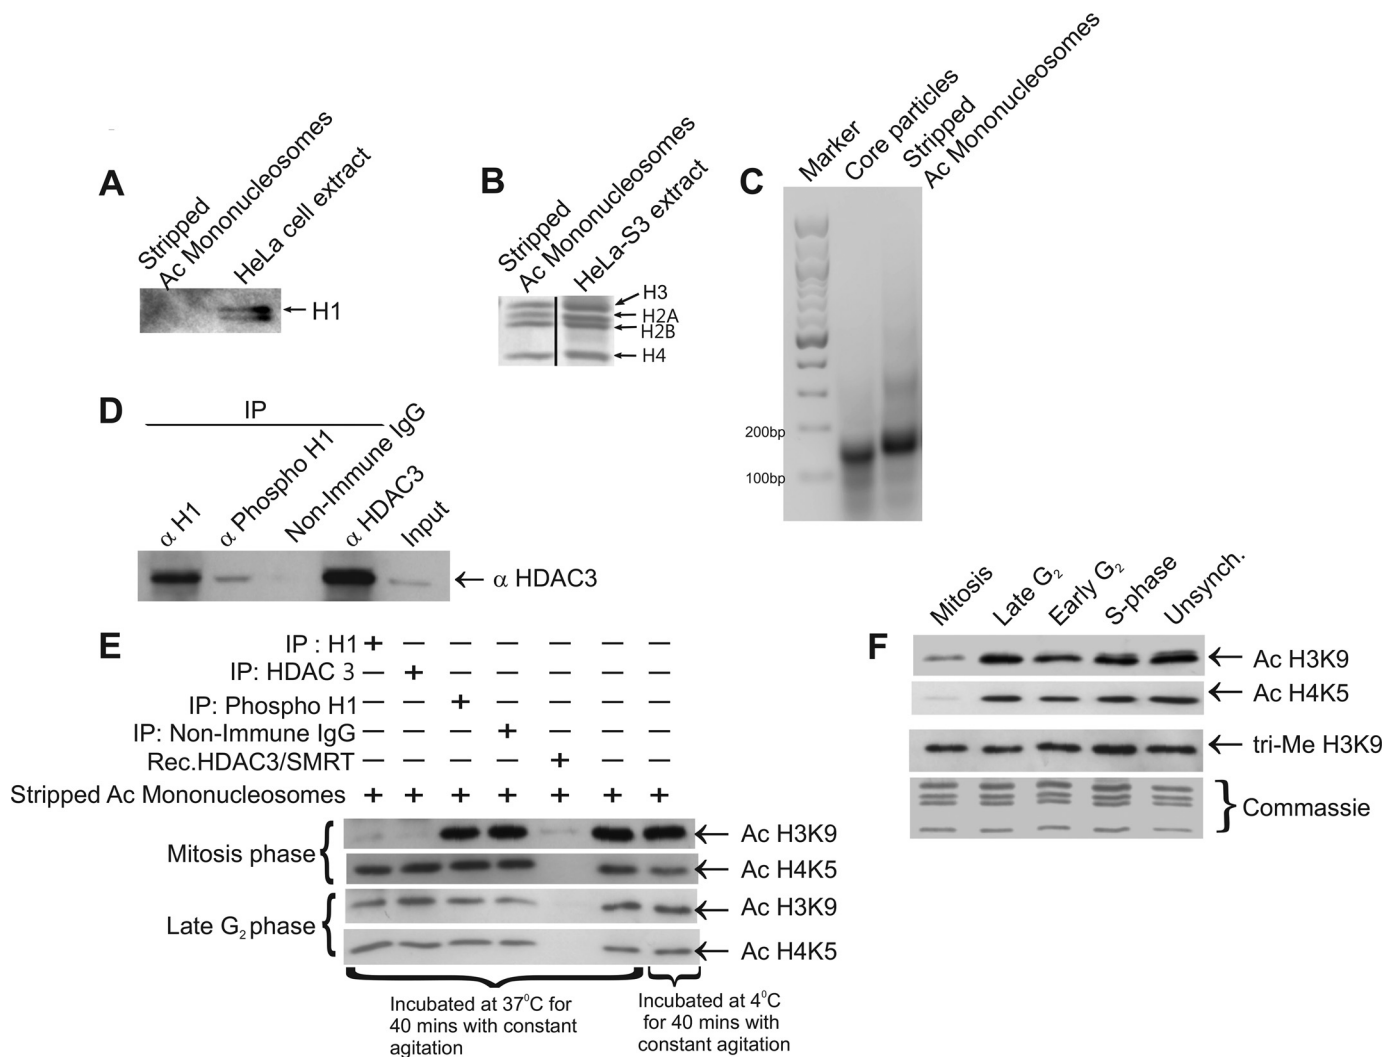 A
Stripped
Ac Mononucleosomes
HeLa cell extract
H1
B
Stripped
Ac Mononucleosomes
HeLa-S3 extract
H3
H2A
H2B
H4
C
Marker
Core particles
Stripped
Ac Mononucleosomes
200bp
100bp
D
IP
α H1
α Phospho H1
Non-Immune IgG
α HDAC3
Input
α HDAC3
E
IP : H1 + — — — — — —
IP: HDAC 3 — + — — — — —
IP: Phospho H1 — — + — — — —
IP: Non-Immune IgG — — — + — — —
Rec.HDAC3/SMRT — — — — + — —
Stripped Ac Mononucleosomes + + + + + + +
Mitosis phase
Ac H3K9
Ac H4K5
Late G2 phase
Ac H3K9
Ac H4K5
Incubated at 37⁰C for
40 mins with constant
agitation
Incubated at 4⁰C
for 40 mins with
constant agitation
F
Mitosis
Late G2
Early G2
S-phase
Unsynch.
Ac H3K9
Ac H4K5
tri-Me H3K9
Commassie